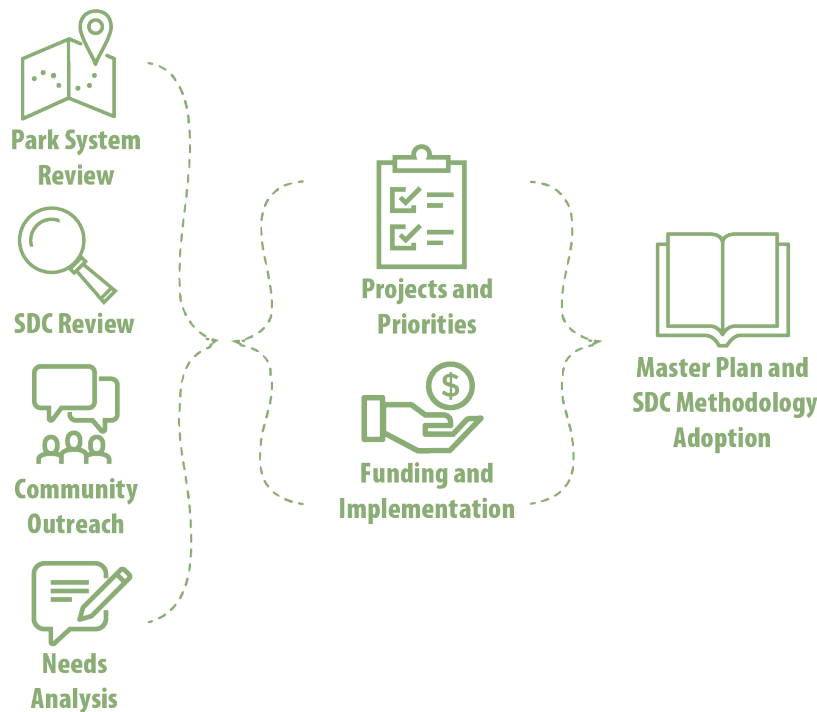 Park System
Review
SDC Review
Community
Outreach
Needs
Analysis
Projects and
Priorities
$
Funding and
Implementation
Master Plan and
SDC Methodology
Adoption